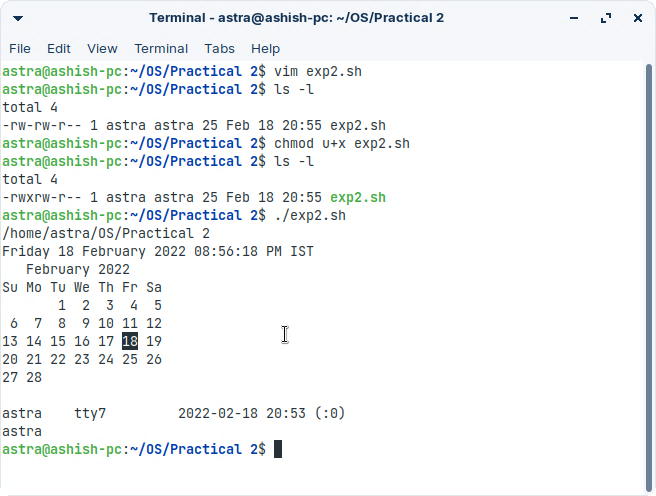 Terminal - astra@ashish-pc: ~/OS/Practical 2
File Edit View Terminal Tabs Help
astra@ashish-pc:~/OS/Practical 2$ vim exp2.sh
astra@ashish-pc:~/OS/Practical 2$ ls -l
total 4
-rw-rw-r-- 1 astra astra 25 Feb 18 20:55 exp2.sh
astra@ashish-pc:~/OS/Practical 2$ chmod u+x exp2.sh
astra@ashish-pc:~/OS/Practical 2$ ls -l
total 4
-rwxrw-r-- 1 astra astra 25 Feb 18 20:55 exp2.sh
astra@ashish-pc:~/OS/Practical 2$ ./exp2.sh
/home/astra/OS/Practical 2
Friday 18 February 2022 08:56:18 PM IST
   February 2022
Su Mo Tu We Th Fr Sa
       1  2  3  4  5
 6  7  8  9 10 11 12
13 14 15 16 17 18 19
20 21 22 23 24 25 26
27 28
astra    tty7         2022-02-18 20:53 (:0)
astra
astra@ashish-pc:~/OS/Practical 2$